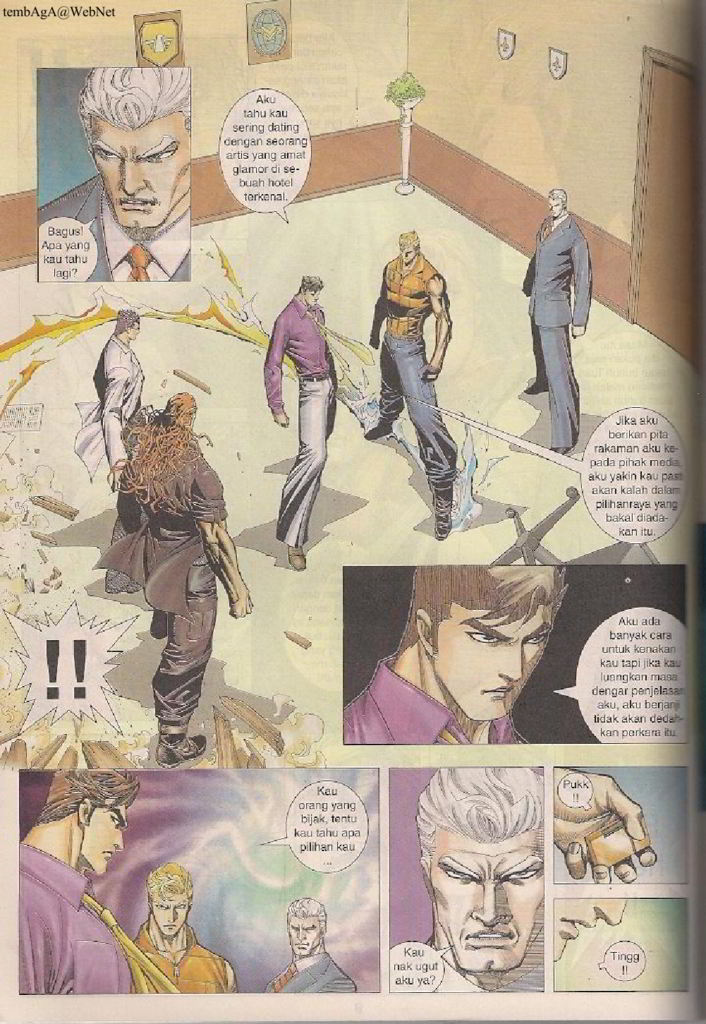 tembAgA@WebNet
Bagus!
Apa yang
kau tahu
lagi?
Aku
tahu kau
sering dating
dengan seorang
artis yang amat
glamor di se-
buah hotel
terkenal.
Jika aku
berikan pita
rakaman aku ke-
pada pihak media,
aku yakin kau pasti
akan kalah dalam
pilihanraya yang
bakal diada-
kan itu.
!!
Aku ada
banyak cara
untuk kenakan
kau tapi jika kau
luangkan masa
dengar penjelasan
aku, aku berjanji
tidak akan dedah-
kan perkara itu.
Kau
orang yang
bijak, tentu
kau tahu apa
pilihan kau
...
Kau
nak ugut
aku ya?
Pukk
!!
Tingg
!!